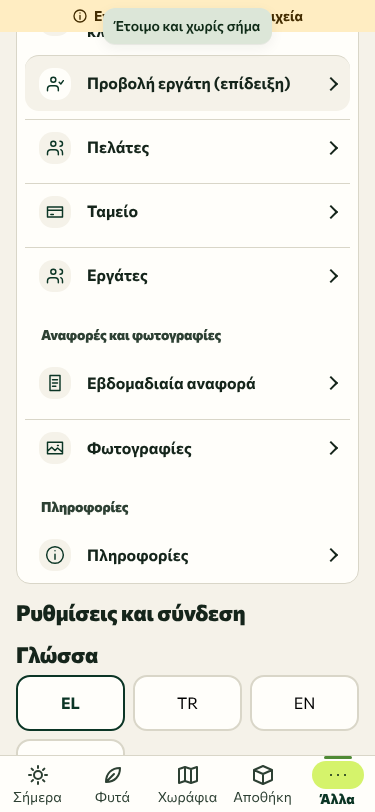 Έτοιμο και χωρίς σήμα
Προβολή εργάτη (επίδειξη)
Πελάτες
Ταμείο
Εργάτες
Αναφορές και φωτογραφίες
Εβδομαδιαία αναφορά
Φωτογραφίες
Πληροφορίες
Πληροφορίες
Ρυθμίσεις και σύνδεση
Γλώσσα
EL TR EN
Σήμερα Φυτά Χωράφια Αποθήκη Άλλα